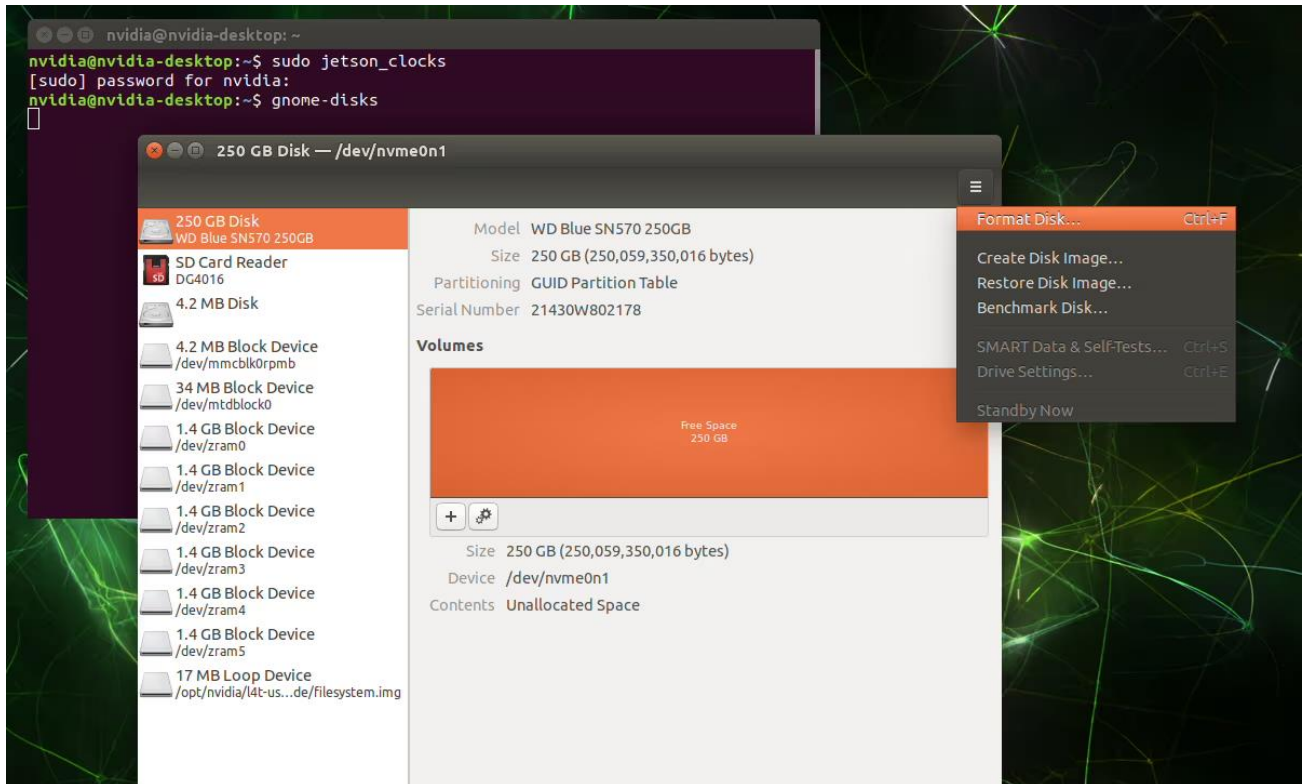 nvidia@nvidia-desktop: ~
nvidia@nvidia-desktop:~$ sudo jetson_clocks
[sudo] password for nvidia:
nvidia@nvidia-desktop:~$ gnome-disks
250 GB Disk — /dev/nvme0n1
250 GB Disk
WD Blue SN570 250GB
SD Card Reader
DG4016
4.2 MB Disk
4.2 MB Block Device
/dev/mmcblk0rpmb
34 MB Block Device
/dev/mtdblock0
1.4 GB Block Device
/dev/zram0
1.4 GB Block Device
/dev/zram1
1.4 GB Block Device
/dev/zram2
1.4 GB Block Device
/dev/zram3
1.4 GB Block Device
/dev/zram4
1.4 GB Block Device
/dev/zram5
17 MB Loop Device
/opt/nvidia/l4t-us...de/filesystem.img
Model WD Blue SN570 250GB
Size 250 GB (250,059,350,016 bytes)
Partitioning GUID Partition Table
Serial Number 21430W802178
Volumes
Free Space
250 GB
Size 250 GB (250,059,350,016 bytes)
Device /dev/nvme0n1
Contents Unallocated Space
Format Disk... Ctrl+F
Create Disk Image...
Restore Disk Image...
Benchmark Disk...
SMART Data & Self-Tests... Ctrl+S
Drive Settings... Ctrl+E
Standby Now